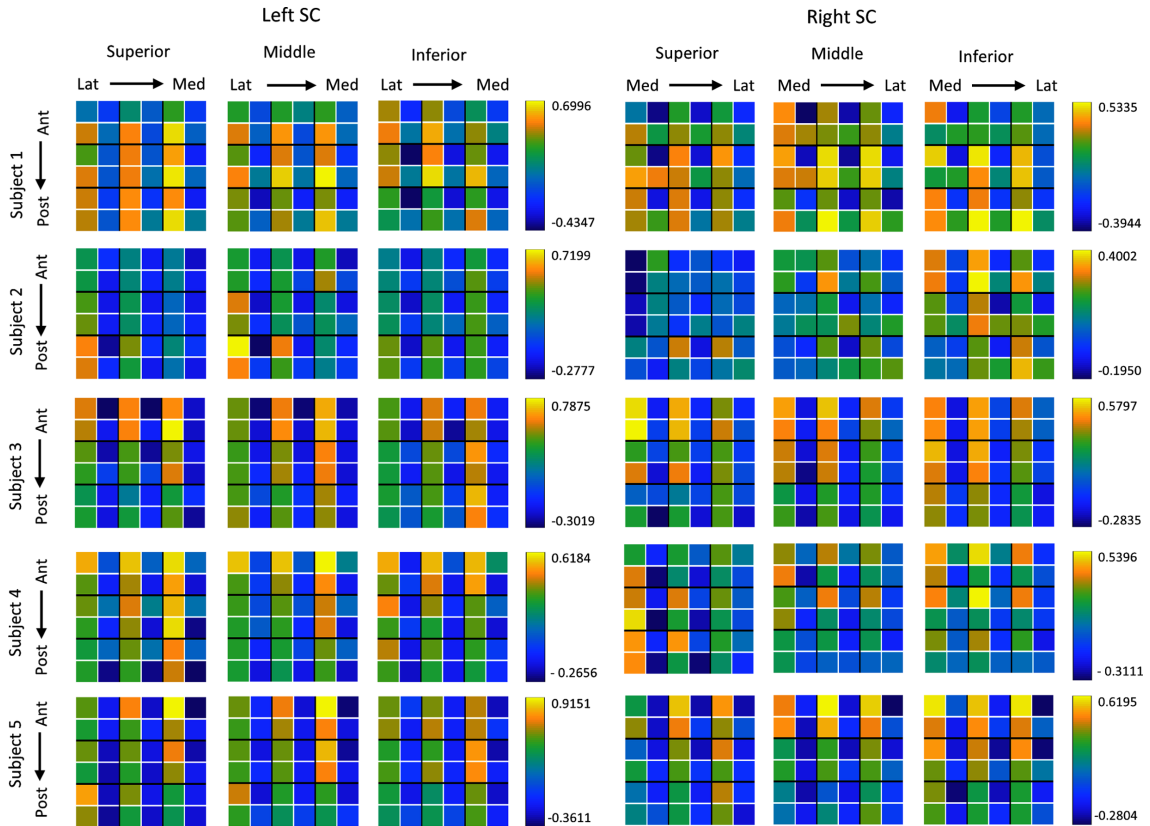 Left SC
Right SC
Superior
Middle
Inferior
Superior
Middle
Inferior
Lat
Med
Lat
Med
Lat
Med
Med
Lat
Med
Lat
Med
Lat
Subject 1
Post
Ant
0.6996
-0.4347
0.5335
-0.3944
Subject 2
Post
Ant
0.7199
-0.2777
0.4002
-0.1950
Subject 3
Post
Ant
0.7875
-0.3019
0.5797
-0.2835
Subject 4
Post
Ant
0.6184
- 0.2656
0.5396
-0.3111
Subject 5
Post
Ant
0.9151
-0.3611
0.6195
-0.2804